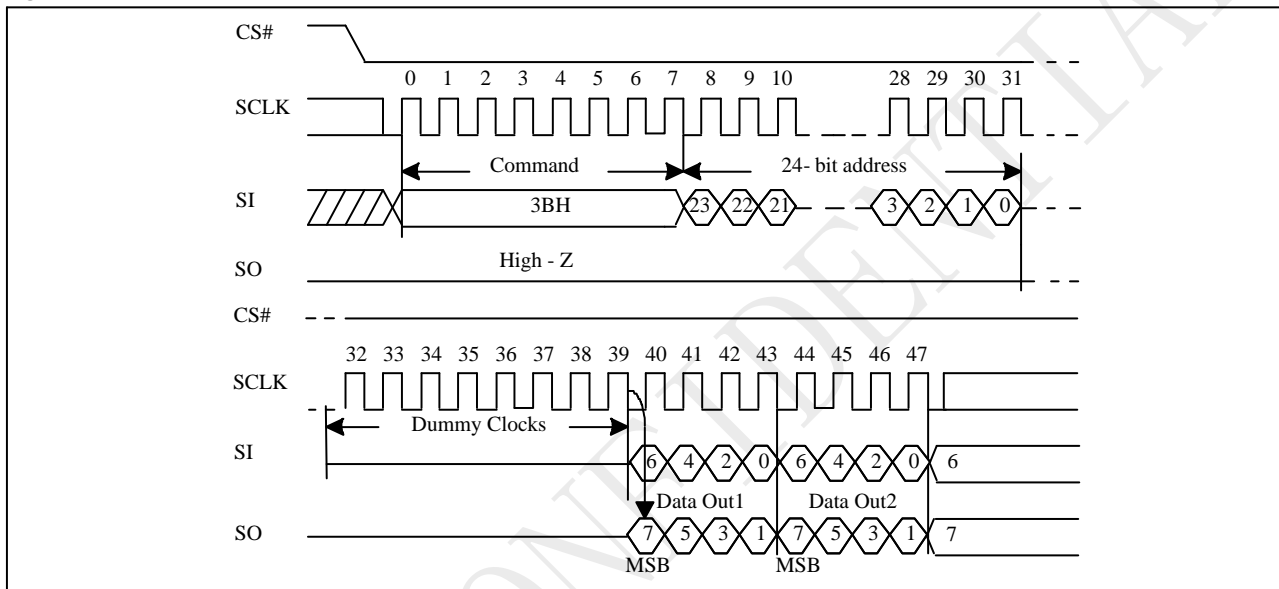 CS#
0 1 2 3 4 5 6 7 8 9 10 28 29 30 31
SCLK
Command 24- bit address
SI 3BH 23 22 21 3 2 1 0
High - Z
SO
CS#
32 33 34 35 36 37 38 39 40 41 42 43 44 45 46 47
SCLK
Dummy Clocks
SI 6 4 2 0 6 4 2 0 6
Data Out1 Data Out2
SO 7 5 3 1 7 5 3 1 7
MSB MSB